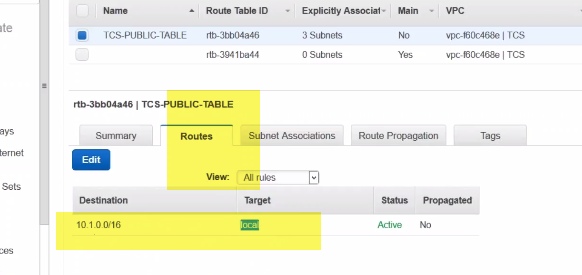 Name Route Table ID Explicitly Associat Main VPC
ate
TCS-PUBLIC-TABLE rtb-3bb04a46 3 Subnets No vpc-f60c468e | TCS
rtb-3941ba44 0 Subnets Yes vpc-f60c468e | TCS
rtb-3bb04a46 | TCS-PUBLIC-TABLE
ays
Summary Routes Subnet Associations Route Propagation Tags
ternet
Edit
View: All rules
Sets
Destination Target Status Propagated
10.1.0.0/16 local Active No
ces